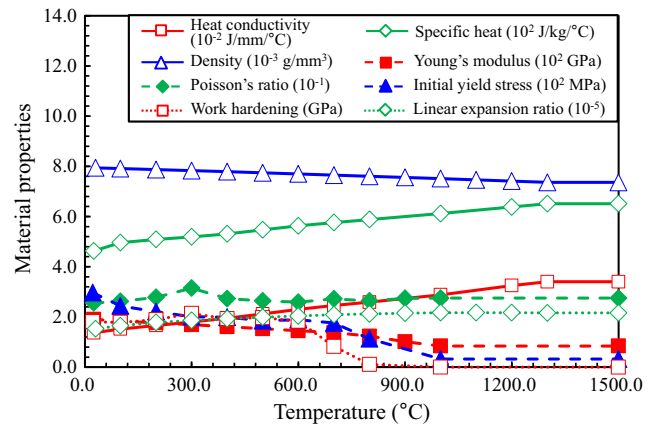 14.0
12.0
10.0
8.0
6.0
4.0
2.0
0.0
Material properties
Heat conductivity
(10⁻² J/mm/°C)
Specific heat (10² J/kg/°C)
Density (10⁻³ g/mm³)
Young's modulus (10² GPa)
Poisson's ratio (10⁻¹)
Initial yield stress (10² MPa)
Work hardening (GPa)
Linear expansion ratio (10⁻⁵)
0.0 300.0 600.0 900.0 1200.0 1500.0
Temperature (°C)